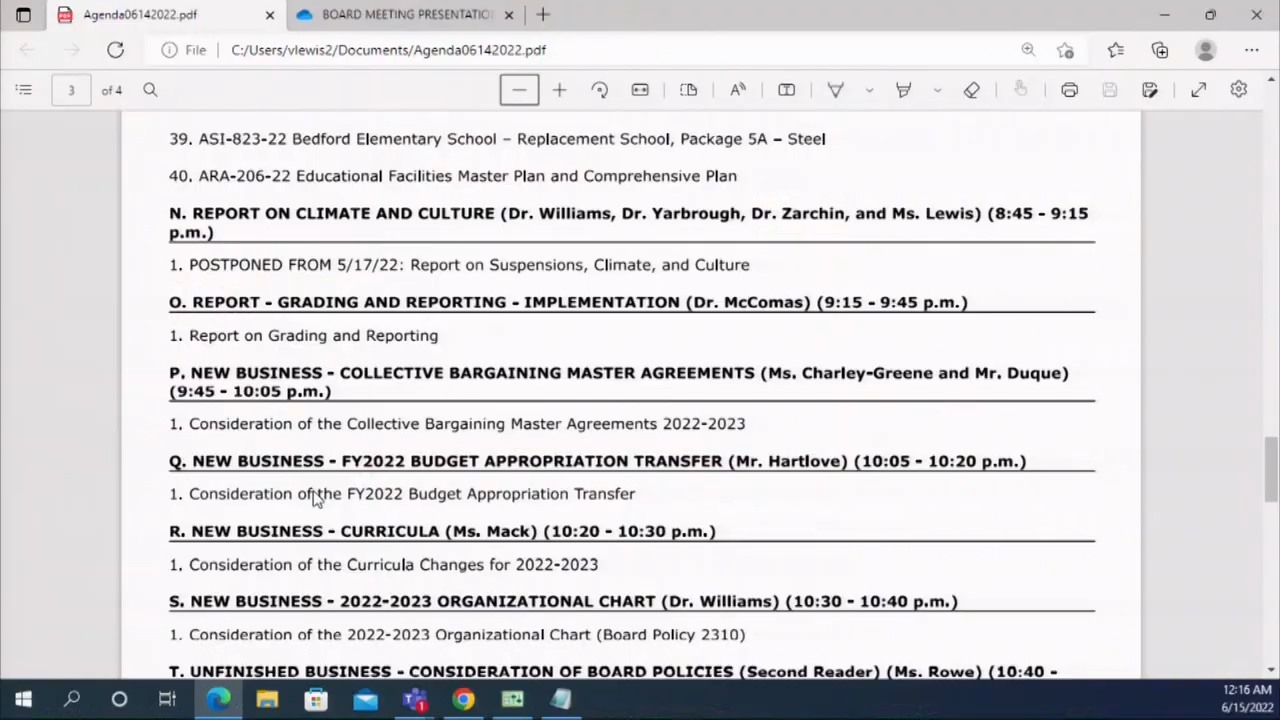 Agenda06142022.pdf
BOARD MEETING PRESENTATIO
File
C:/Users/vlewis2/Documents/Agenda06142022.pdf
3 of 4
39. ASI-823-22 Bedford Elementary School – Replacement School, Package 5A – Steel
40. ARA-206-22 Educational Facilities Master Plan and Comprehensive Plan
N. REPORT ON CLIMATE AND CULTURE (Dr. Williams, Dr. Yarbrough, Dr. Zarchin, and Ms. Lewis) (8:45 - 9:15
p.m.)
1. POSTPONED FROM 5/17/22: Report on Suspensions, Climate, and Culture
O. REPORT - GRADING AND REPORTING - IMPLEMENTATION (Dr. McComas) (9:15 - 9:45 p.m.)
1. Report on Grading and Reporting
P. NEW BUSINESS - COLLECTIVE BARGAINING MASTER AGREEMENTS (Ms. Charley-Greene and Mr. Duque)
(9:45 - 10:05 p.m.)
1. Consideration of the Collective Bargaining Master Agreements 2022-2023
Q. NEW BUSINESS - FY2022 BUDGET APPROPRIATION TRANSFER (Mr. Hartlove) (10:05 - 10:20 p.m.)
1. Consideration of the FY2022 Budget Appropriation Transfer
R. NEW BUSINESS - CURRICULA (Ms. Mack) (10:20 - 10:30 p.m.)
1. Consideration of the Curricula Changes for 2022-2023
S. NEW BUSINESS - 2022-2023 ORGANIZATIONAL CHART (Dr. Williams) (10:30 - 10:40 p.m.)
1. Consideration of the 2022-2023 Organizational Chart (Board Policy 2310)
T. UNFINISHED BUSINESS - CONSIDERATION OF BOARD POLICIES (Second Reader) (Ms. Rowe) (10:40 -
12:16 AM
6/15/2022